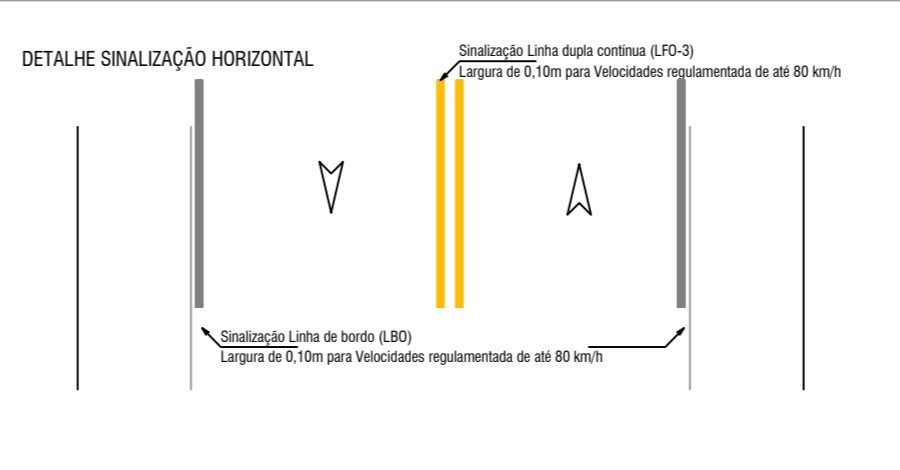 DETALHE SINALIZAÇÃO HORIZONTAL
Sinalização Linha dupla contínua (LFO-3)
Largura de 0,10m para Velocidades regulamentada de até 80 km/h
Sinalização Linha de bordo (LBO)
Largura de 0,10m para Velocidades regulamentada de até 80 km/h